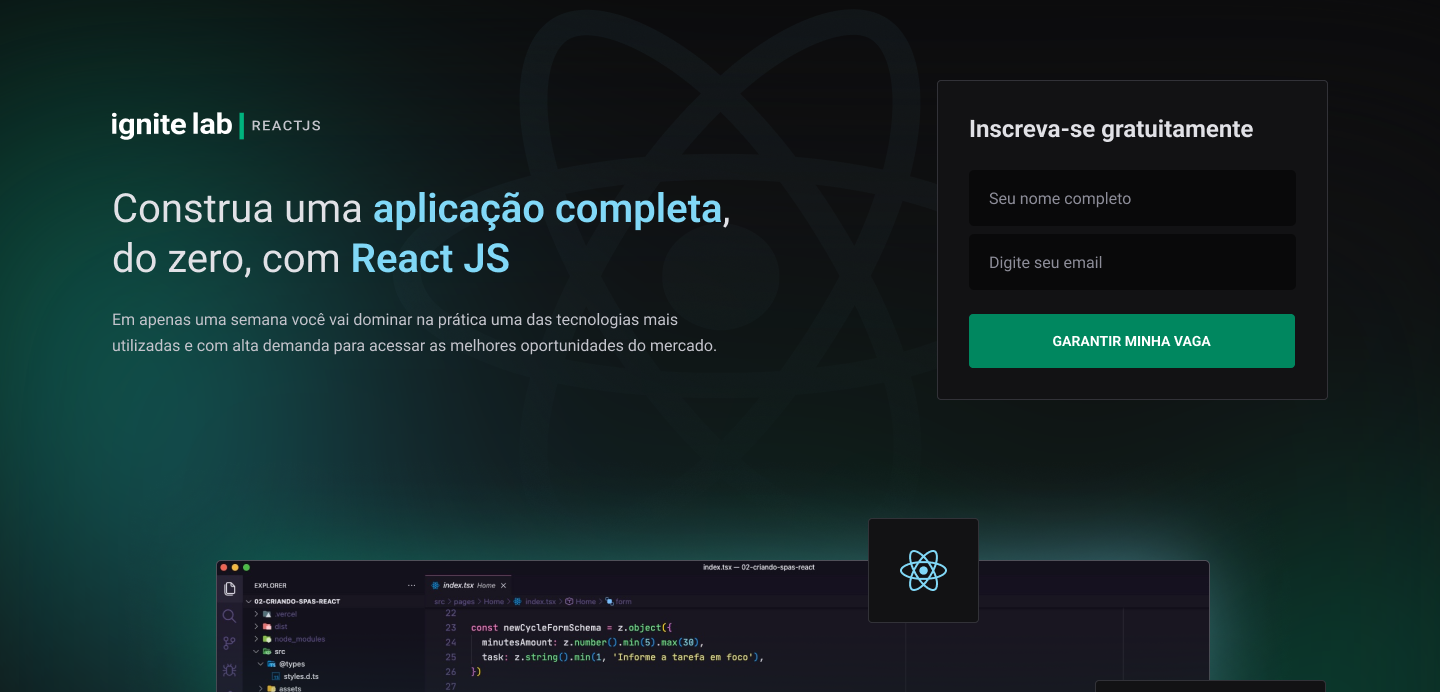 ignite lab | REACTJS
Construa uma aplicação completa,
do zero, com React JS
Em apenas uma semana você vai dominar na prática uma das tecnologias mais
utilizadas e com alta demanda para acessar as melhores oportunidades do mercado.
Inscreva-se gratuitamente
Seu nome completo
Digite seu email
GARANTIR MINHA VAGA
index.tsx — 02-criando-spas-react
EXPLORER ...
02-CRIANDO-SPAS-REACT
.vercel
dist
node_modules
src
@types
styles.d.ts
assets
index.tsx Home ×
src > pages > Home > index.tsx > Home > form
22
23 const newCycleFormSchema = z.object({
24 minutesAmount: z.number().min(5).max(30),
25 task: z.string().min(1, 'Informe a tarefa em foco'),
26 })
27